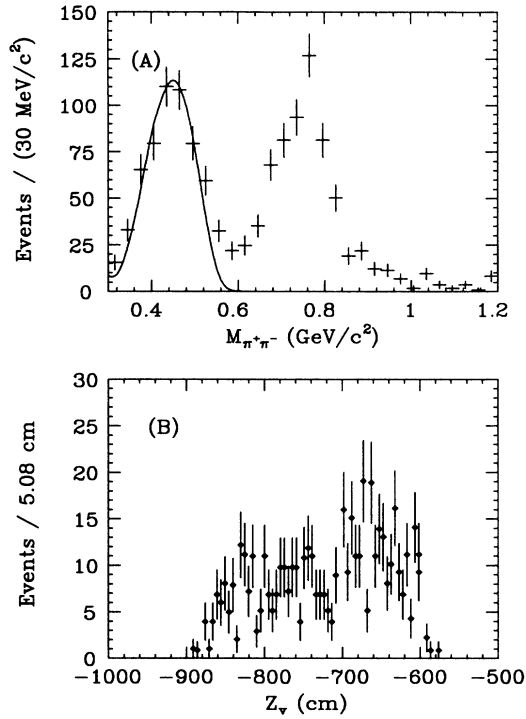 150
125
(A)
100
75
50
25
0
Events / (30 MeV/c²)
0.4 0.6 0.8 1 1.2
M_π⁺π⁻ (GeV/c²)
30
25
(B)
20
15
10
5
0
Events / 5.08 cm
−1000 −900 −800 −700 −600 −500
Z_v (cm)